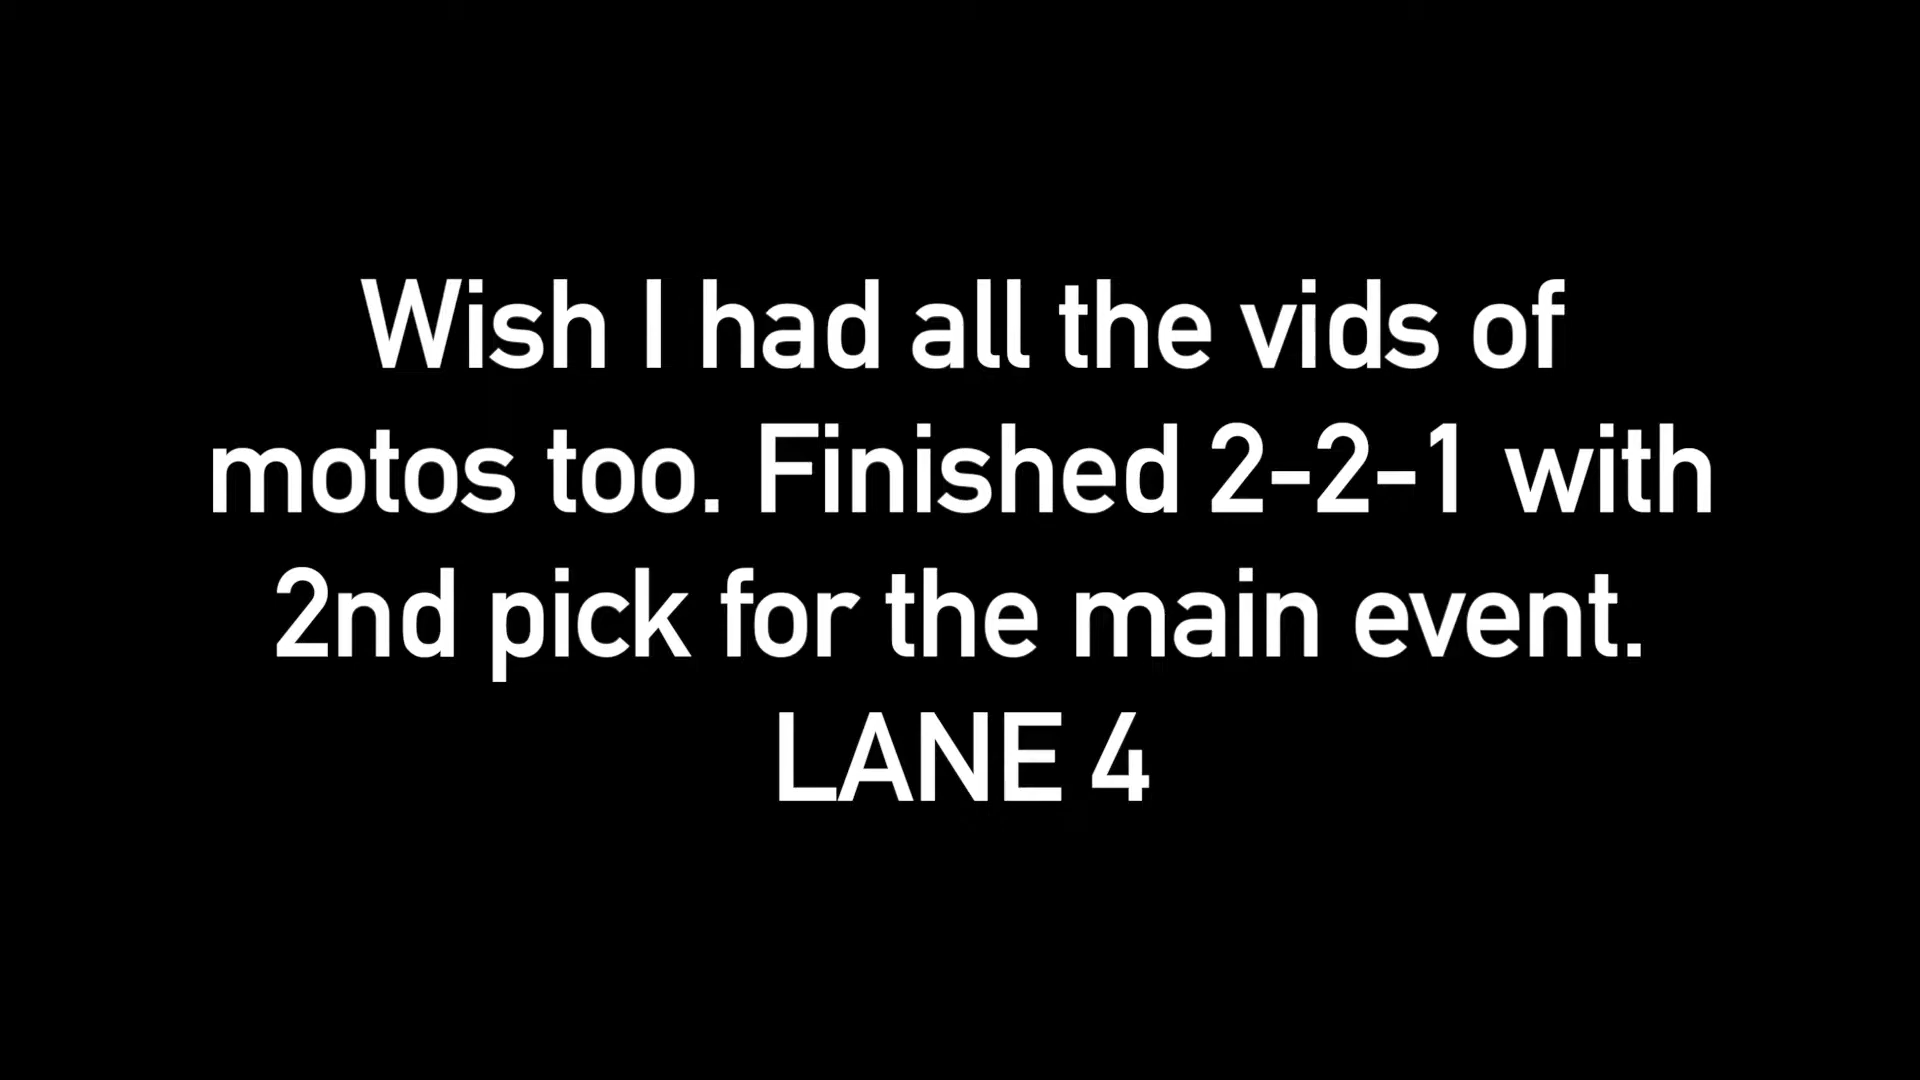 Wish I had all the vids of
motos too. Finished 2-2-1 with
2nd pick for the main event.
LANE 4